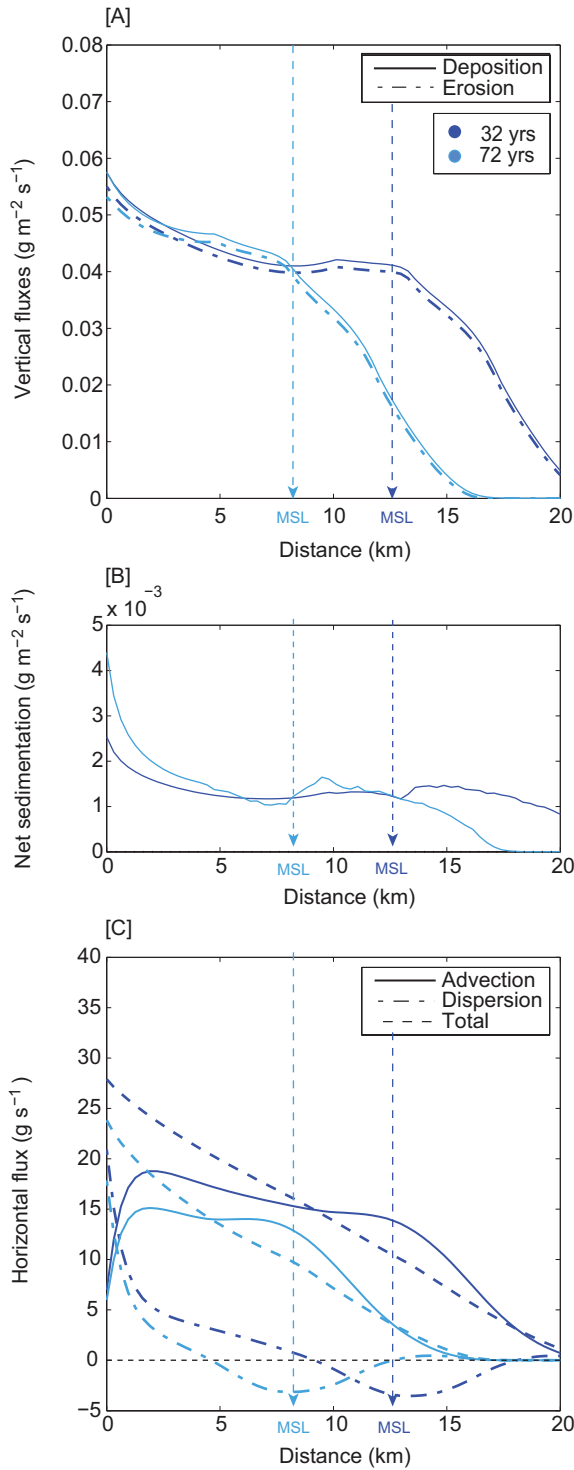 [A]
0.08
0.07
0.06
0.05
0.04
0.03
0.02
0.01
0
Vertical fluxes (g m⁻² s⁻¹)
Deposition
Erosion
32 yrs
72 yrs
0 5 10 15 20
MSL MSL
Distance (km)
[B]
x 10⁻³
5
4
3
2
1
0
Net sedimentation (g m⁻² s⁻¹)
0 5 10 15 20
MSL MSL
Distance (km)
[C]
40
35
30
25
20
15
10
5
0
−5
Horizontal flux (g s⁻¹)
Advection
Dispersion
Total
0 5 10 15 20
MSL MSL
Distance (km)